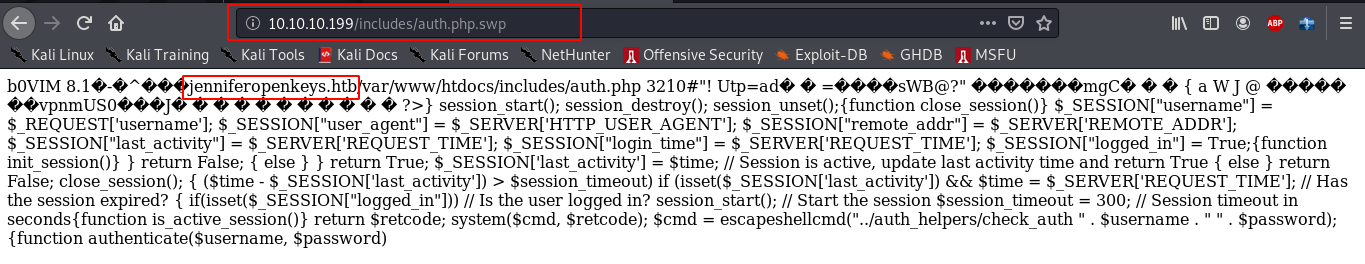 10.10.10.199/includes/auth.php.swp
ABP
Kali Linux Kali Training Kali Tools Kali Docs Kali Forums NetHunter Offensive Security Exploit-DB GHDB MSFU
b0VIM 8.1�-�^����jenniferopenkeys.htb/var/www/htdocs/includes/auth.php 3210#"! Utp=ad� � =����sWB@?" �������mgC� � � { a W J @ �����
��vpnmUS0���J� � � � � � � � � � � ?>} session_start(); session_destroy(); session_unset();{function close_session()} $_SESSION["username"] =
$_REQUEST['username']; $_SESSION["user_agent"] = $_SERVER['HTTP_USER_AGENT']; $_SESSION["remote_addr"] = $_SERVER['REMOTE_ADDR'];
$_SESSION["last_activity"] = $_SERVER['REQUEST_TIME']; $_SESSION["login_time"] = $_SERVER['REQUEST_TIME']; $_SESSION["logged_in"] = True;{function
init_session()} } return False; { else } } return True; $_SESSION['last_activity'] = $time; // Session is active, update last activity time and return True { else } return
False; close_session(); { ($time - $_SESSION['last_activity']) > $session_timeout) if (isset($_SESSION['last_activity']) && $time = $_SERVER['REQUEST_TIME']; // Has
the session expired? { if(isset($_SESSION["logged_in"])) // Is the user logged in? session_start(); // Start the session $session_timeout = 300; // Session timeout in
seconds{function is_active_session()} return $retcode; system($cmd, $retcode); $cmd = escapeshellcmd("../auth_helpers/check_auth " . $username . " " . $password);
{function authenticate($username, $password)